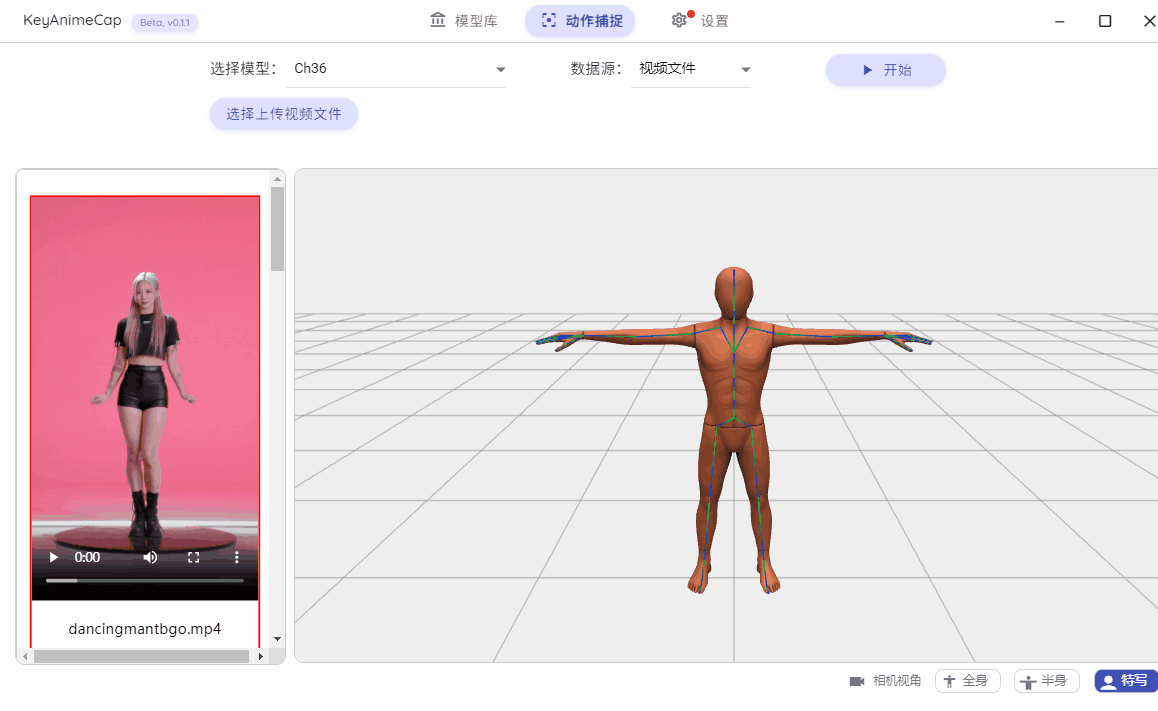 KeyAnimeCap Beta, v0.1.1 模型库 动作捕捉 设置
选择模型： Ch36 数据源： 视频文件 开始
选择上传视频文件
0:00
dancingmantbgo.mp4
相机视角 全身 半身 特写